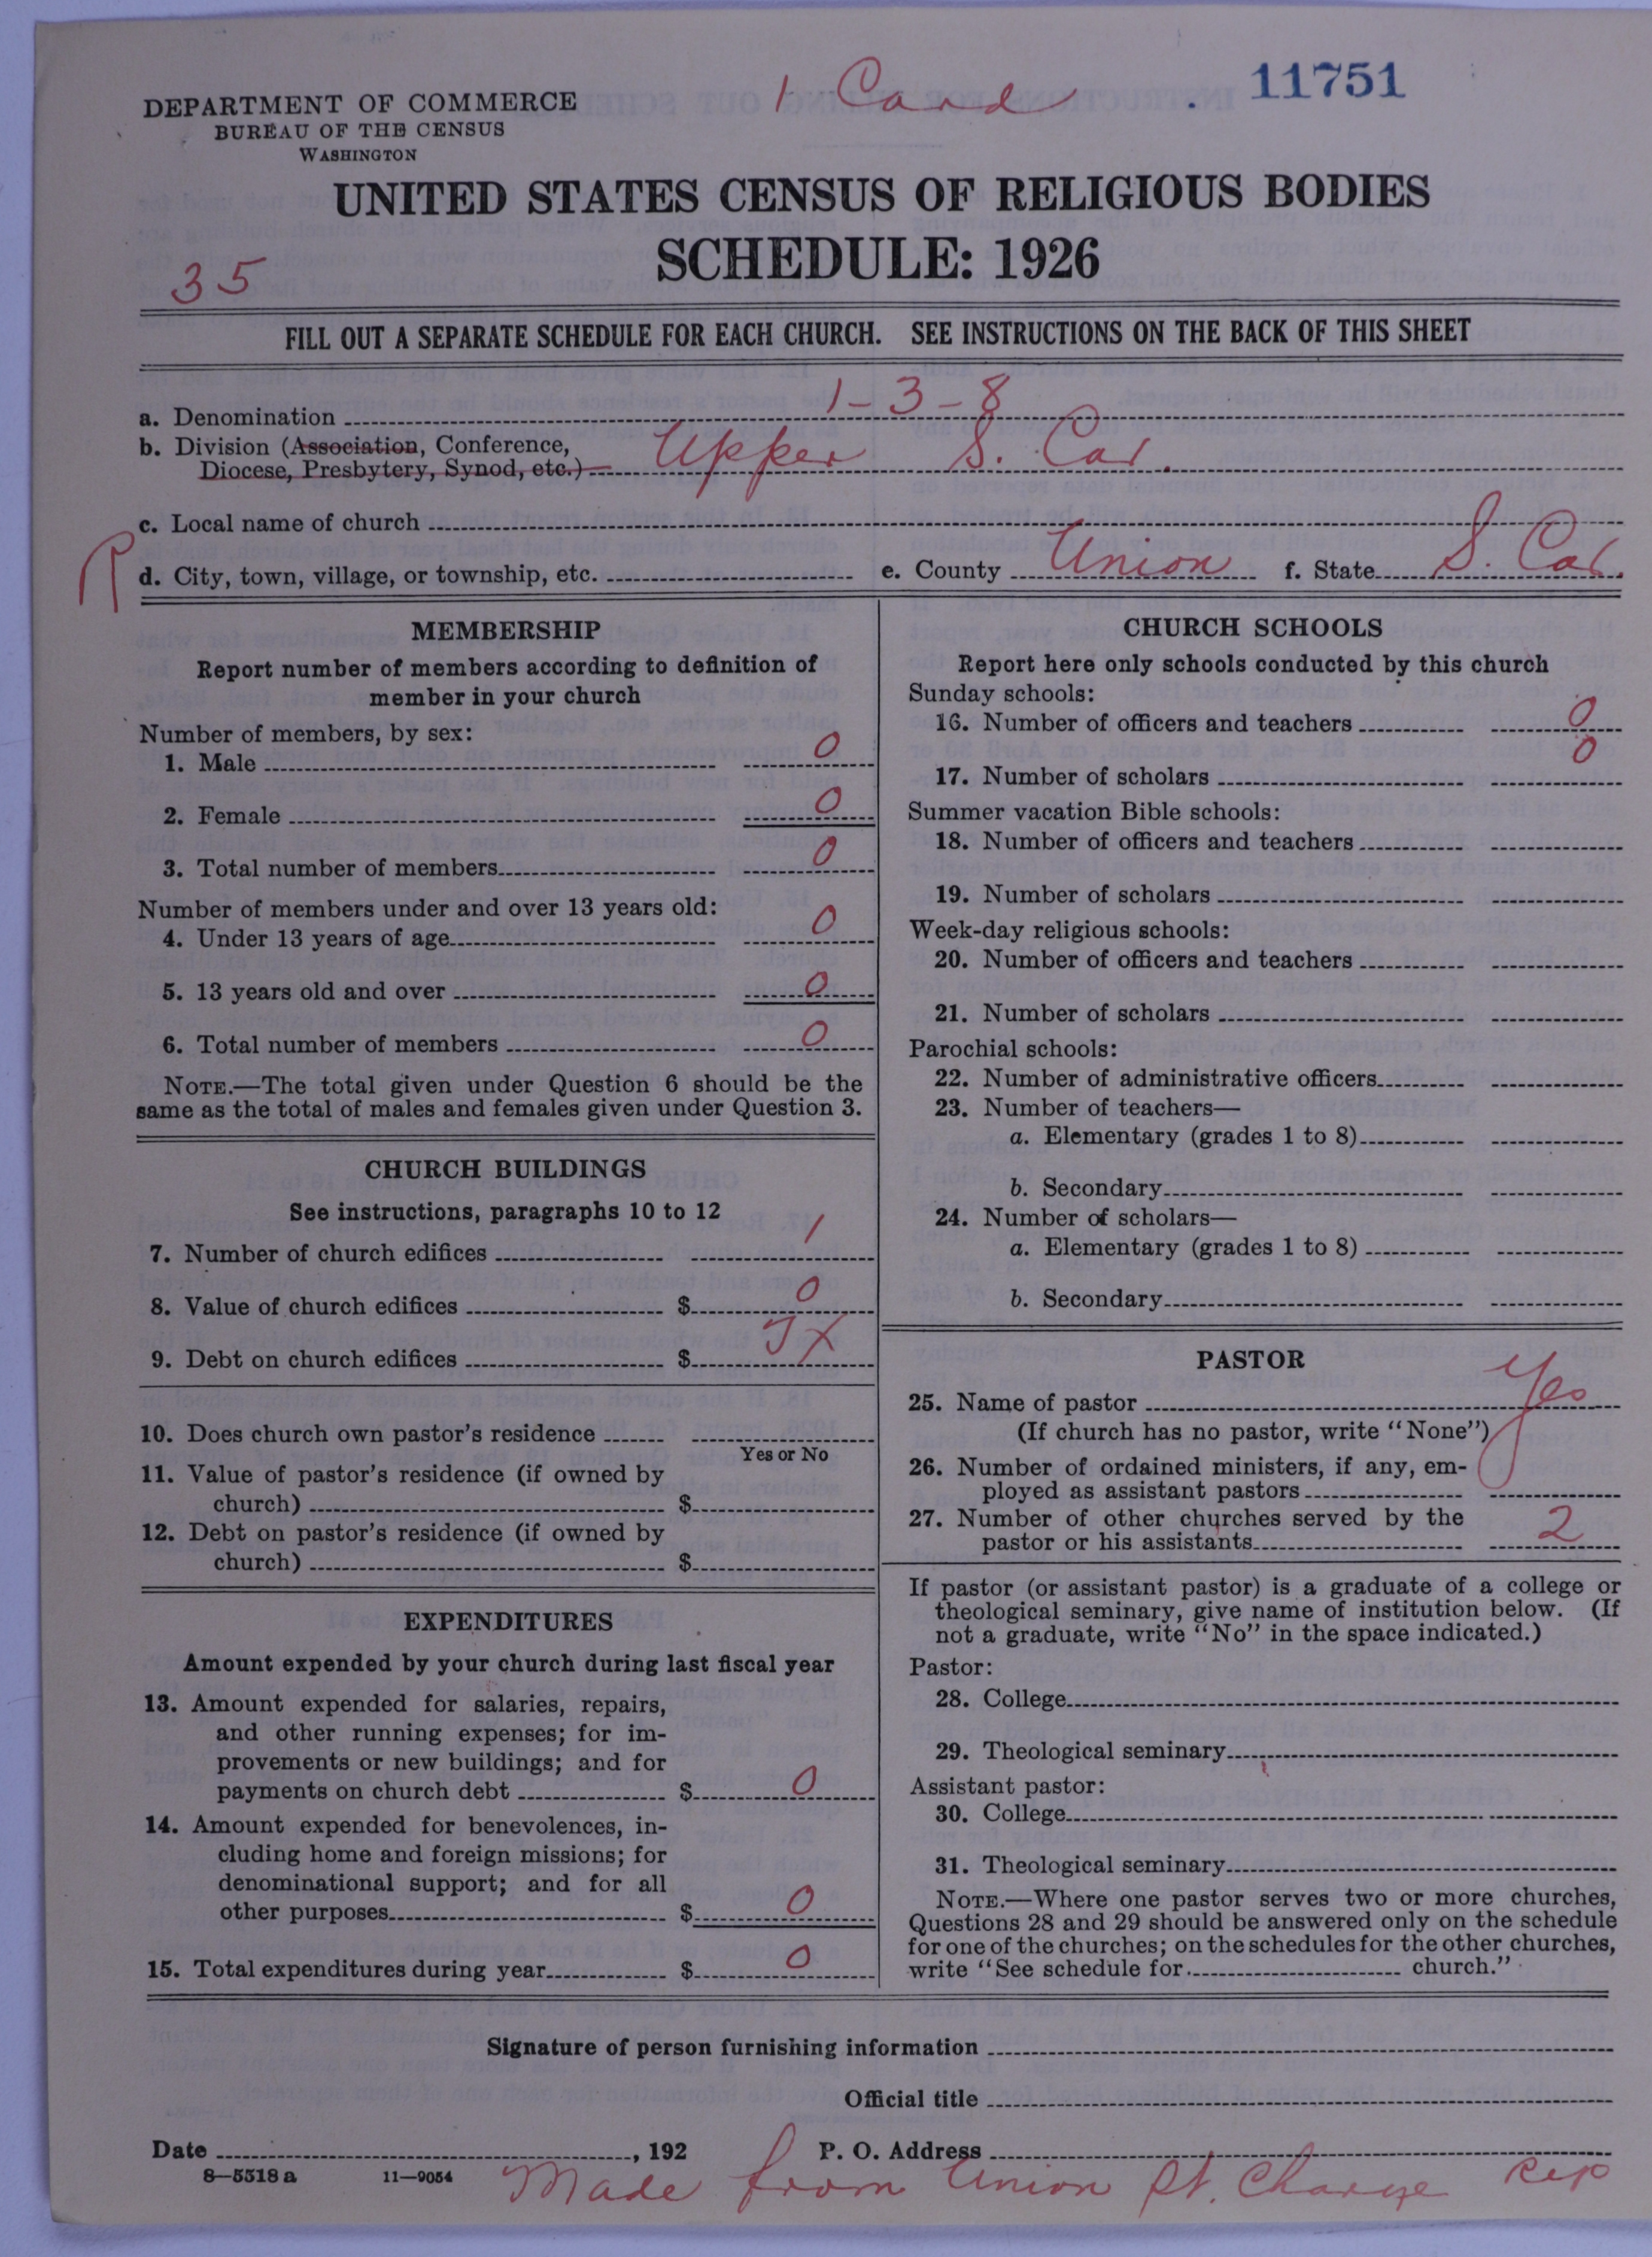 1 Card . 11751
DEPARTMENT OF COMMERCE
BUREAU OF THE CENSUS
WASHINGTON
UNITED STATES CENSUS OF RELIGIOUS BODIES
SCHEDULE: 1926
35
FILL OUT A SEPARATE SCHEDULE FOR EACH CHURCH. SEE INSTRUCTIONS ON THE BACK OF THIS SHEET
a. Denomination 1-3-8
b. Division (Association, Conference,
Diocese, Presbytery, Synod, etc.) Upper S. Car.
c. Local name of church
R
d. City, town, village, or township, etc. e. County Union f. State S. Car.
MEMBERSHIP
Report number of members according to definition of
member in your church
Number of members, by sex:
1. Male 0
2. Female 0
3. Total number of members 0
Number of members under and over 13 years old:
4. Under 13 years of age 0
5. 13 years old and over 0
6. Total number of members 0
NOTE.—The total given under Question 6 should be the
same as the total of males and females given under Question 3.
CHURCH BUILDINGS
See instructions, paragraphs 10 to 12
7. Number of church edifices 1
8. Value of church edifices $ 0
9. Debt on church edifices $
10. Does church own pastor's residence
Yes or No
11. Value of pastor's residence (if owned by
church) $
12. Debt on pastor's residence (if owned by
church) $
EXPENDITURES
Amount expended by your church during last fiscal year
13. Amount expended for salaries, repairs,
and other running expenses; for im-
provements or new buildings; and for
payments on church debt $ 0
14. Amount expended for benevolences, in-
cluding home and foreign missions; for
denominational support; and for all
other purposes $ 0
15. Total expenditures during year $ 0
CHURCH SCHOOLS
Report here only schools conducted by this church
Sunday schools:
16. Number of officers and teachers 0
17. Number of scholars 0
Summer vacation Bible schools:
18. Number of officers and teachers
19. Number of scholars
Week-day religious schools:
20. Number of officers and teachers
21. Number of scholars
Parochial schools:
22. Number of administrative officers
23. Number of teachers—
a. Elementary (grades 1 to 8)
b. Secondary
24. Number of scholars—
a. Elementary (grades 1 to 8)
b. Secondary
PASTOR
25. Name of pastor Yes
(If church has no pastor, write "None")
26. Number of ordained ministers, if any, em-
ployed as assistant pastors
27. Number of other churches served by the
pastor or his assistants 2
If pastor (or assistant pastor) is a graduate of a college or
theological seminary, give name of institution below. (If
not a graduate, write "No" in the space indicated.)
Pastor:
28. College
29. Theological seminary
Assistant pastor:
30. College
31. Theological seminary
NOTE.—Where one pastor serves two or more churches,
Questions 28 and 29 should be answered only on the schedule
for one of the churches; on the schedules for the other churches,
write "See schedule for church."
Signature of person furnishing information
Official title
Date , 192 P. O. Address
8—5518 a 11—9054
Made from Union St. Charge Rep